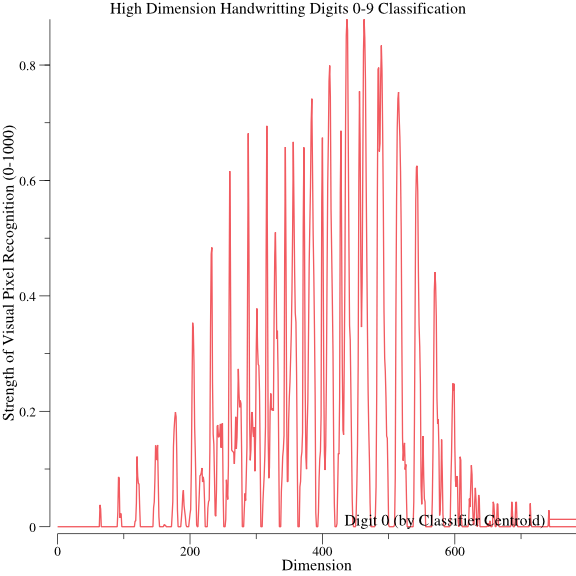 High Dimension Handwritting Digits 0-9 Classification
Strength of Visual Pixel Recognition (0-1000)
0.8
0.6
0.4
0.2
0
0 200 400 600
Dimension
Digit 0 (by Classifier Centroid)